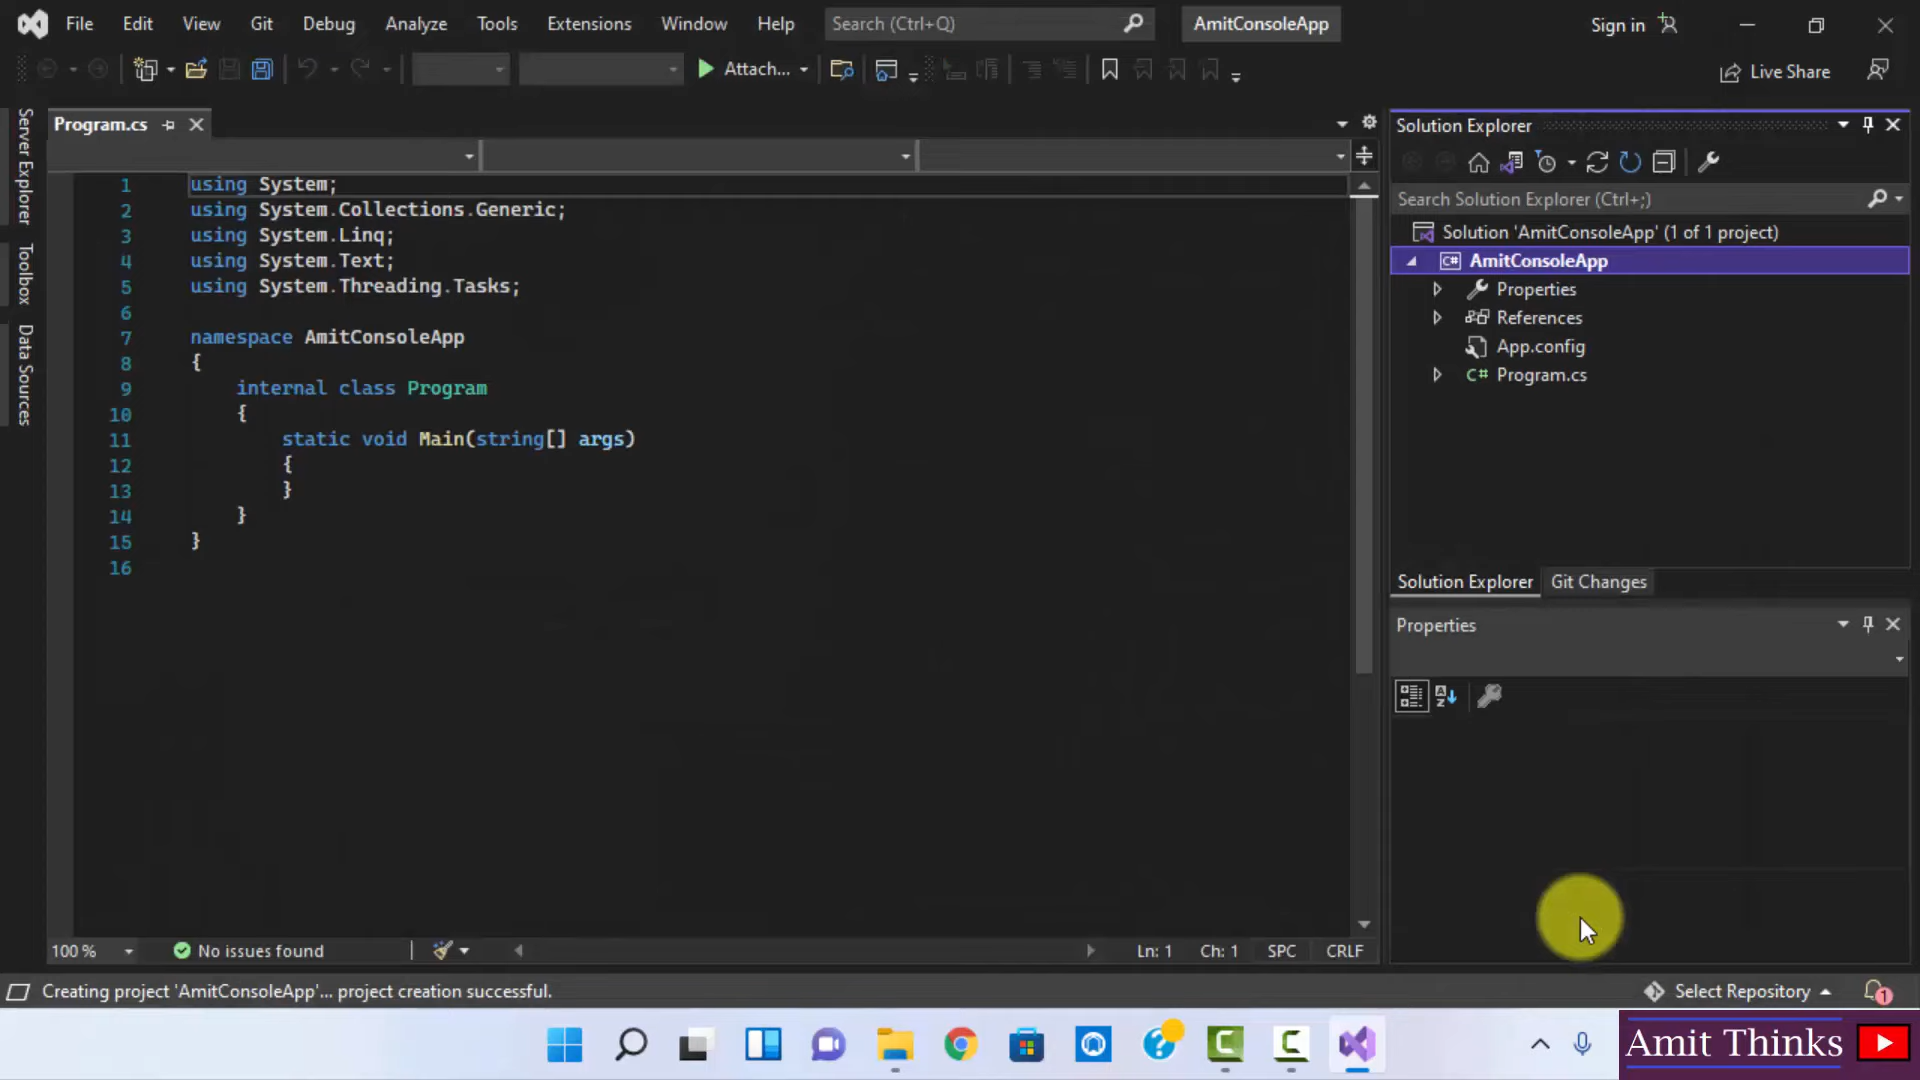 File Edit View Git Debug Analyze Tools Extensions Window Help Search (Ctrl+Q) AmitConsoleApp Sign in
Attach... Live Share
Server Explorer
Toolbox
Data Sources
Program.cs
1 using System;
2 using System.Collections.Generic;
3 using System.Linq;
4 using System.Text;
5 using System.Threading.Tasks;
6
7 namespace AmitConsoleApp
8 {
9 internal class Program
10 {
11 static void Main(string[] args)
12 {
13 }
14 }
15 }
16
100 % No issues found Ln: 1 Ch: 1 SPC CRLF
Solution Explorer
Search Solution Explorer (Ctrl+;)
Solution 'AmitConsoleApp' (1 of 1 project)
C# AmitConsoleApp
Properties
References
App.config
C# Program.cs
Solution Explorer Git Changes
Properties
Creating project 'AmitConsoleApp'... project creation successful. Select Repository 1
Amit Thinks